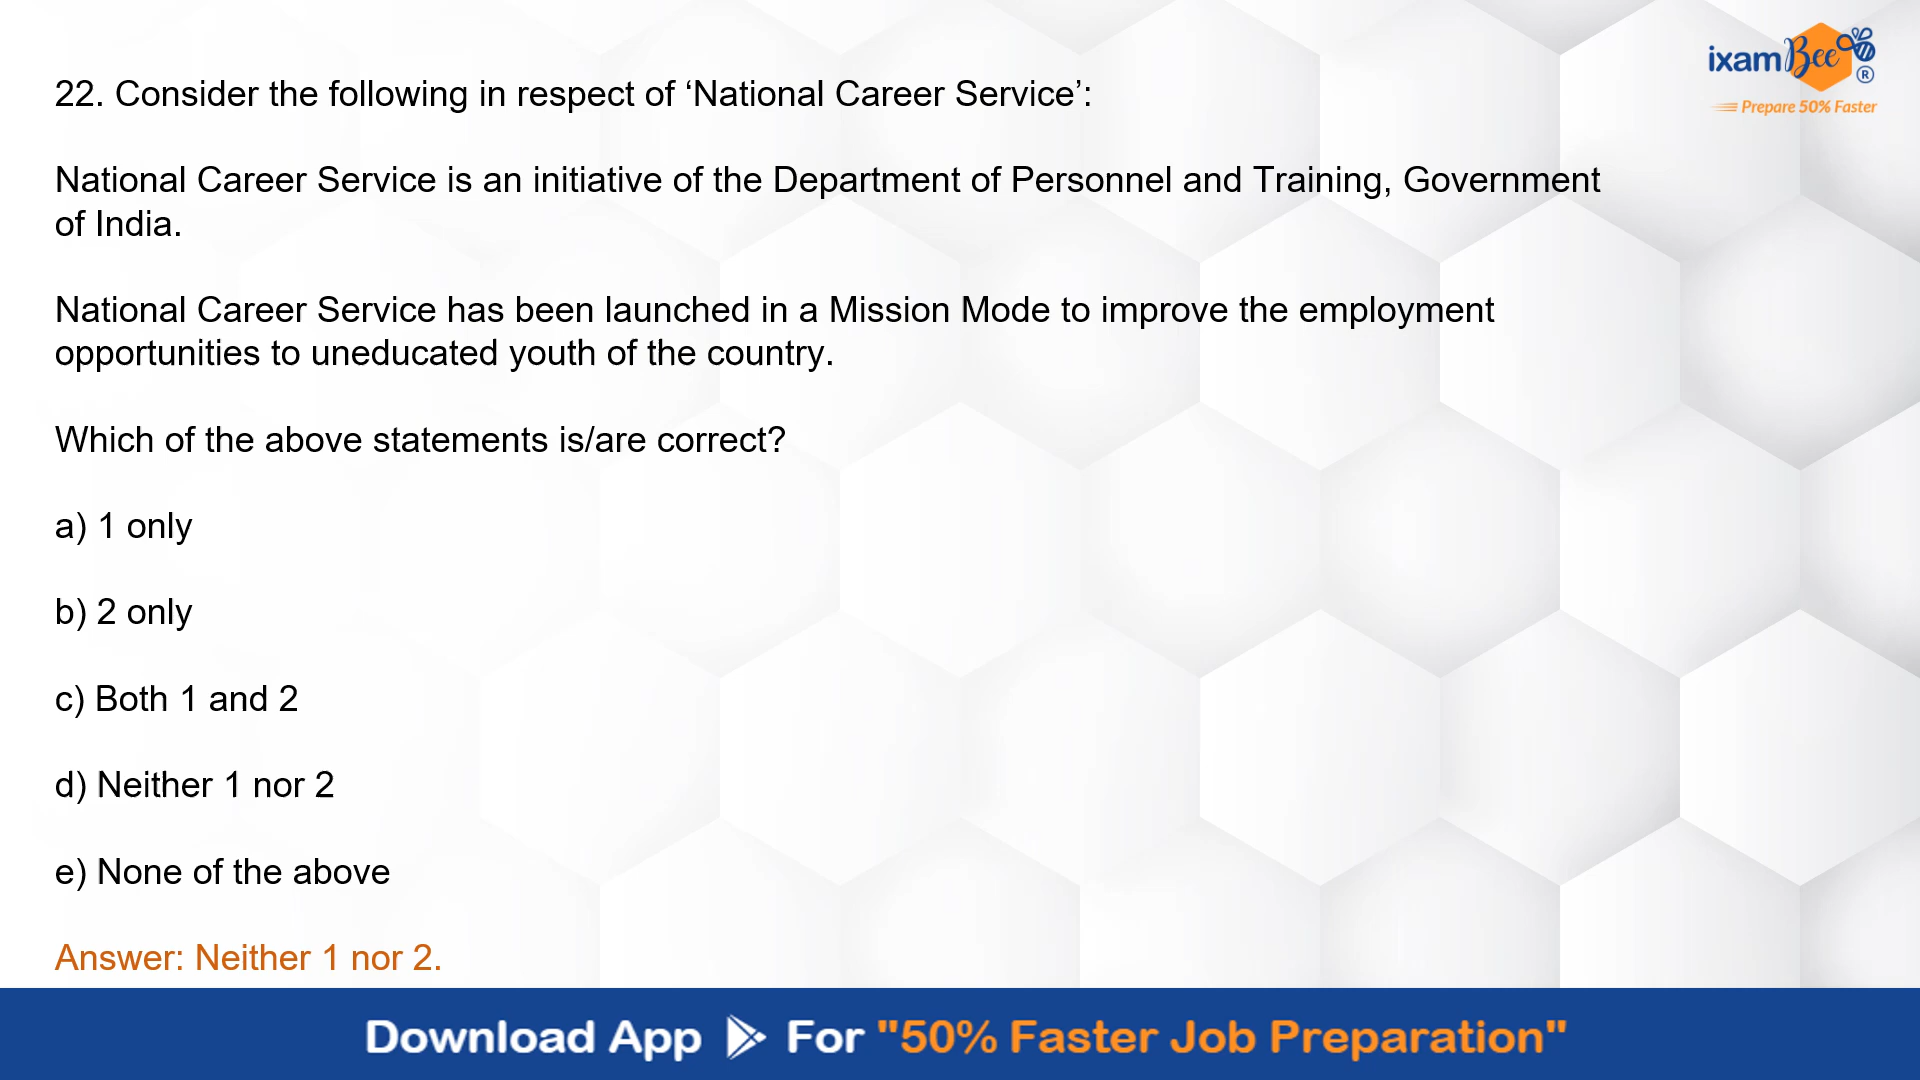 ixamBee
®
Prepare 50% Faster
22. Consider the following in respect of ‘National Career Service’:
National Career Service is an initiative of the Department of Personnel and Training, Government
of India.
National Career Service has been launched in a Mission Mode to improve the employment
opportunities to uneducated youth of the country.
Which of the above statements is/are correct?
a) 1 only
b) 2 only
c) Both 1 and 2
d) Neither 1 nor 2
e) None of the above
Answer: Neither 1 nor 2.
Download App For "50% Faster Job Preparation"